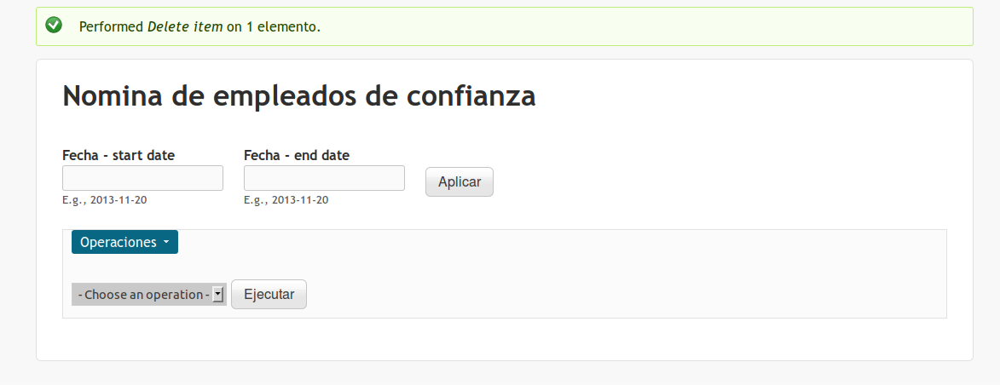 Performed Delete item on 1 elemento.
Nomina de empleados de confianza
Fecha - start date Fecha - end date
Aplicar
E.g., 2013-11-20 E.g., 2013-11-20
Operaciones
- Choose an operation - Ejecutar